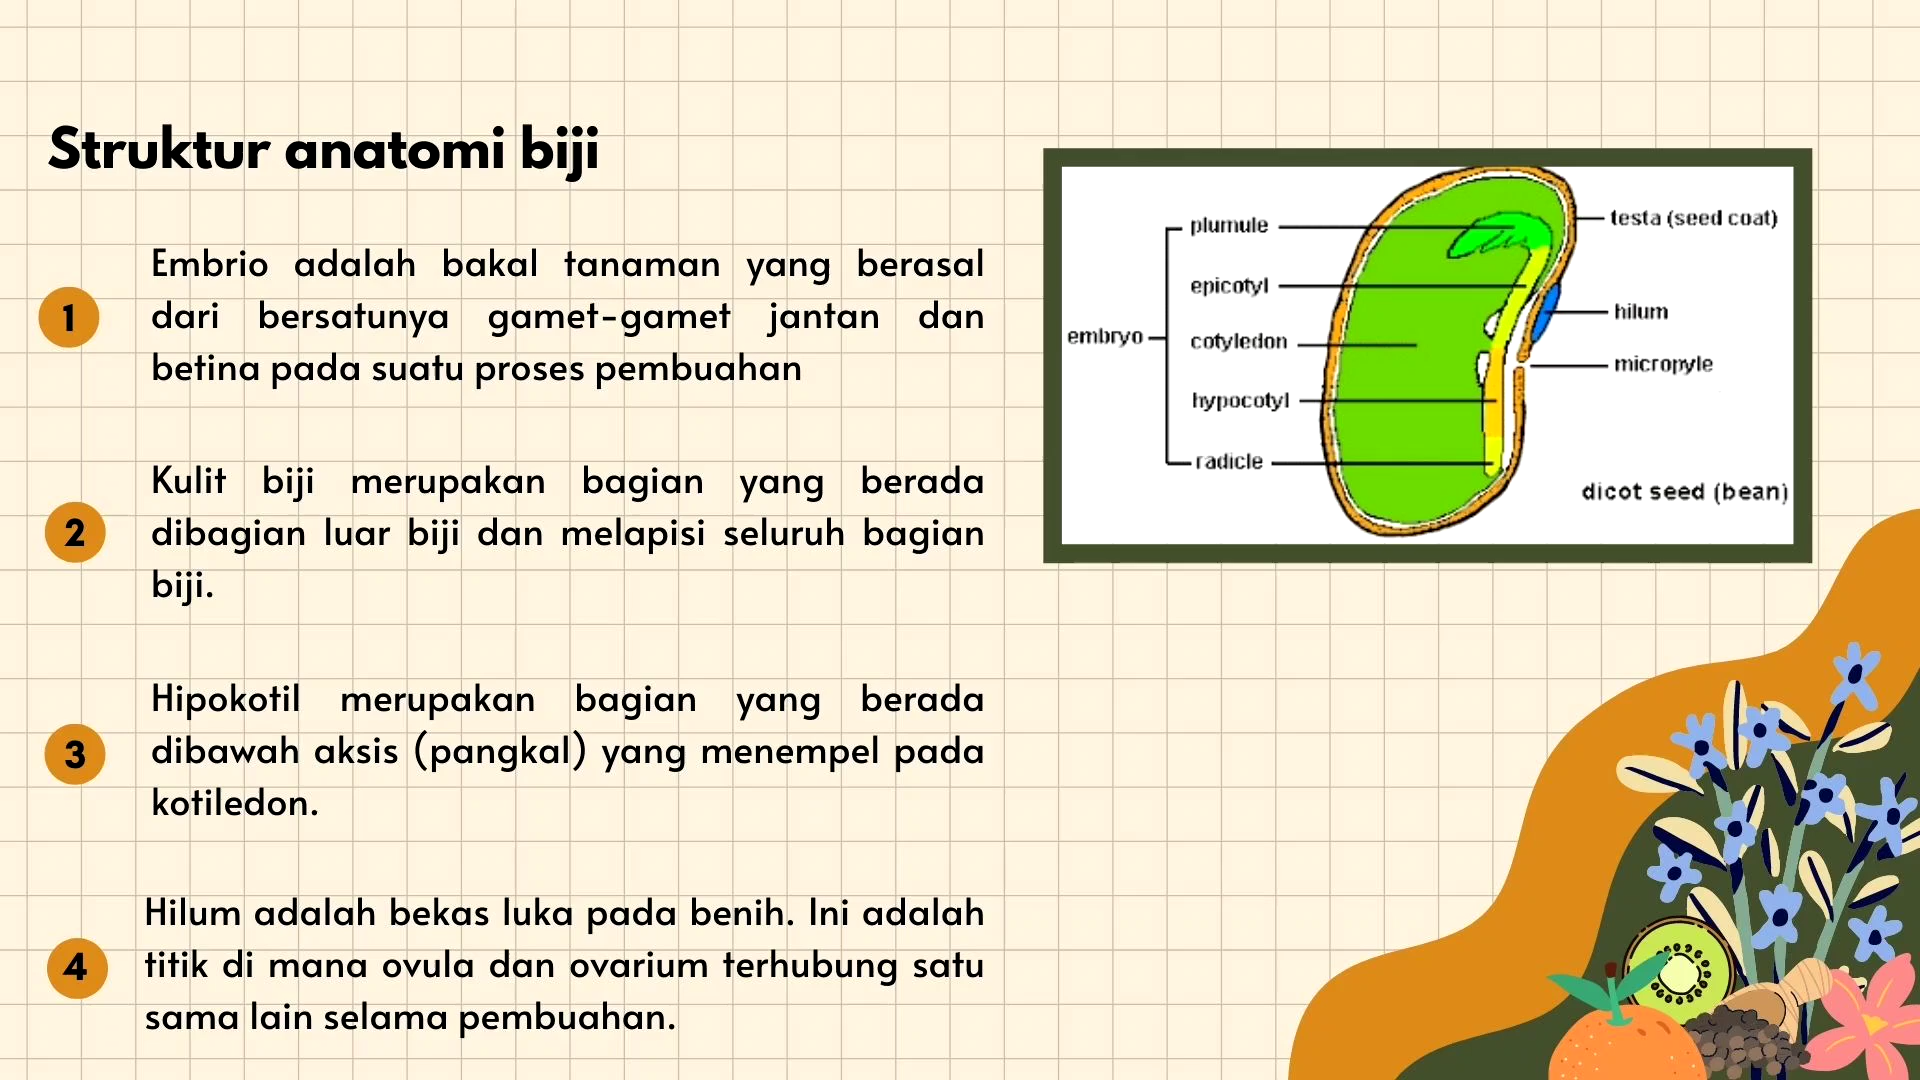 Struktur anatomi biji
1
Embrio adalah bakal tanaman yang berasal
dari bersatunya gamet-gamet jantan dan
betina pada suatu proses pembuahan
2
Kulit biji merupakan bagian yang berada
dibagian luar biji dan melapisi seluruh bagian
biji.
3
Hipokotil merupakan bagian yang berada
dibawah aksis (pangkal) yang menempel pada
kotiledon.
4
Hilum adalah bekas luka pada benih. Ini adalah
titik di mana ovula dan ovarium terhubung satu
sama lain selama pembuahan.
embryo
plumule
epicotyl
cotyledon
hypocotyl
radicle
testa (seed coat)
hilum
micropyle
dicot seed (bean)